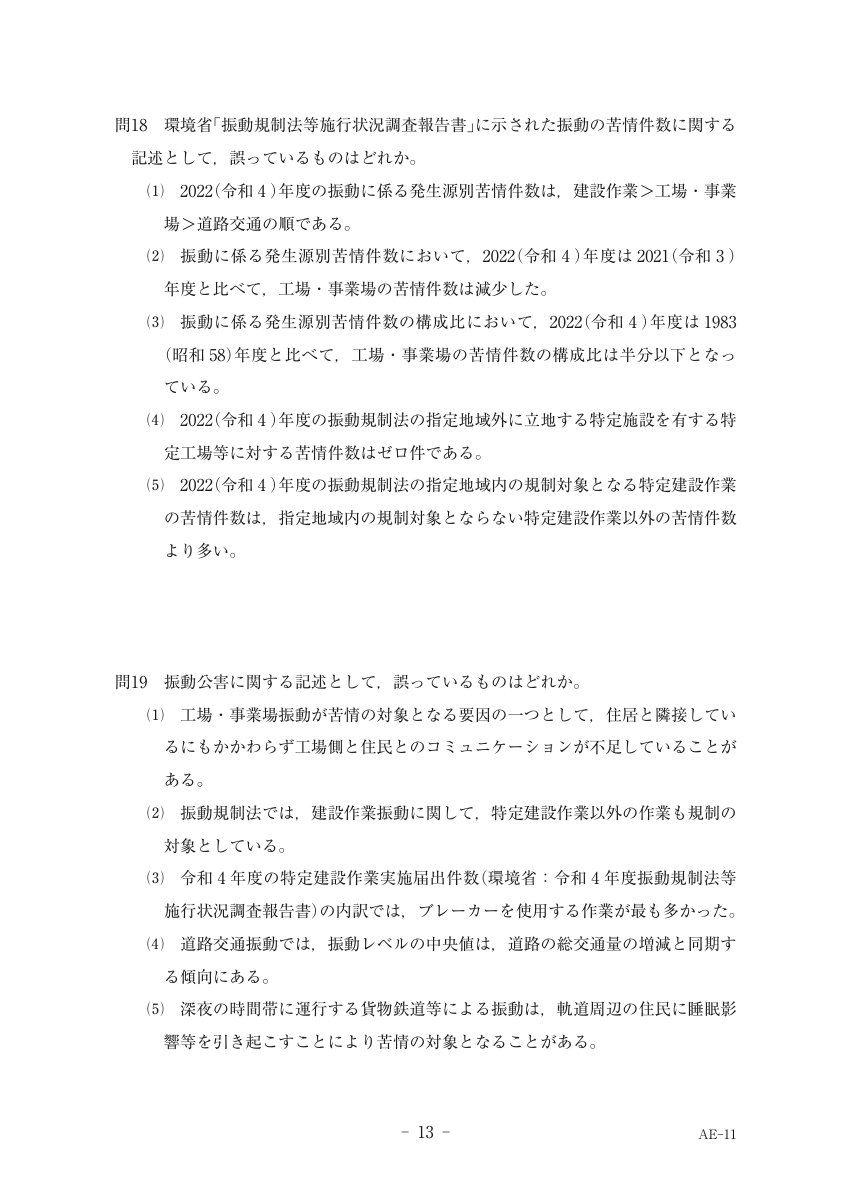 問18 環境省「振動規制法等施行状況調査報告書」に示された振動の苦情件数に関する
記述として，誤っているものはどれか。
⑴ 2022(令和4)年度の振動に係る発生源別苦情件数は，建設作業＞工場・事業
場＞道路交通の順である。
⑵ 振動に係る発生源別苦情件数において，2022(令和4)年度は2021(令和3)
年度と比べて，工場・事業場の苦情件数は減少した。
⑶ 振動に係る発生源別苦情件数の構成比において，2022(令和4)年度は1983
(昭和58)年度と比べて，工場・事業場の苦情件数の構成比は半分以下となっ
ている。
⑷ 2022(令和4)年度の振動規制法の指定地域外に立地する特定施設を有する特
定工場等に対する苦情件数はゼロ件である。
⑸ 2022(令和4)年度の振動規制法の指定地域内の規制対象となる特定建設作業
の苦情件数は，指定地域内の規制対象とならない特定建設作業以外の苦情件数
より多い。
問19 振動公害に関する記述として，誤っているものはどれか。
⑴ 工場・事業場振動が苦情の対象となる要因の一つとして，住居と隣接してい
るにもかかわらず工場側と住民とのコミュニケーションが不足していることが
ある。
⑵ 振動規制法では，建設作業振動に関して，特定建設作業以外の作業も規制の
対象としている。
⑶ 令和4年度の特定建設作業実施届出件数(環境省：令和4年度振動規制法等
施行状況調査報告書)の内訳では，ブレーカーを使用する作業が最も多かった。
⑷ 道路交通振動では，振動レベルの中央値は，道路の総交通量の増減と同期す
る傾向にある。
⑸ 深夜の時間帯に運行する貨物鉄道等による振動は，軌道周辺の住民に睡眠影
響等を引き起こすことにより苦情の対象となることがある。
- 13 -
AE-11